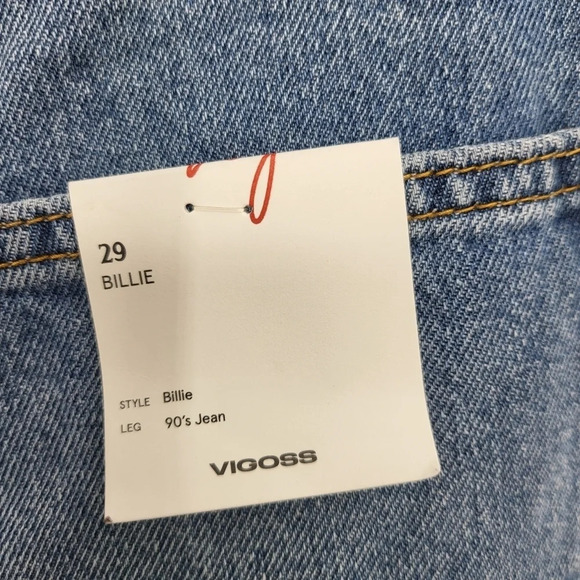 29
BILLIE
STYLE Billie
LEG 90's Jean
VIGOSS